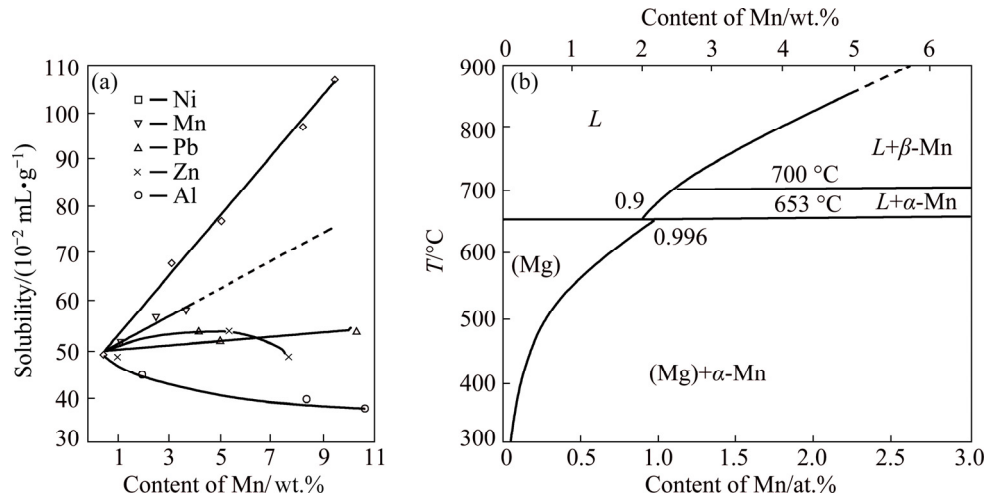 (a)
Solubility/(10⁻² mL•g⁻¹)
110
100
90
80
70
60
50
40
30
Ni
Mn
Pb
Zn
Al
1 3 5 7 9 11
Content of Mn/wt.%
Content of Mn/wt.%
0 1 2 3 4 5 6
(b)
T/°C
900
800
700
600
500
400
300
L
L+β-Mn
700 °C
0.9
653 °C
L+α-Mn
0.996
(Mg)
(Mg)+α-Mn
0 0.5 1.0 1.5 2.0 2.5 3.0
Content of Mn/at.%